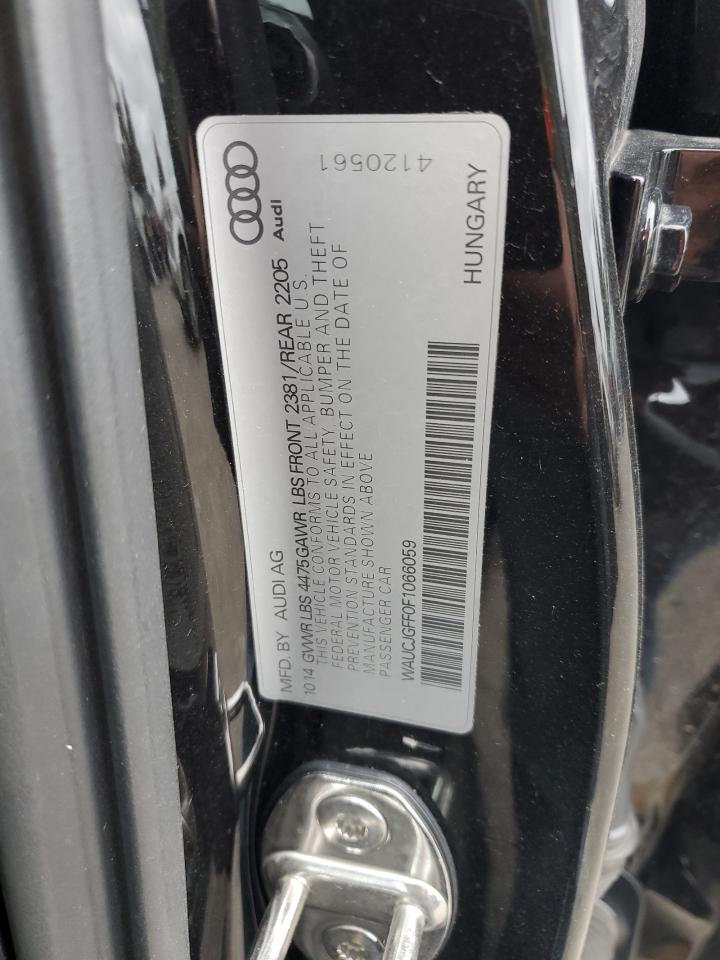 MFD. BY AUDI AG
Audi
1014 GVWR LBS 4475GAWR LBS FRONT 2381/REAR 2205
THIS VEHICLE CONFORMS TO ALL APPLICABLE U.S.
FEDERAL MOTOR VEHICLE SAFETY, BUMPER AND THEFT
PREVENTION STANDARDS IN EFFECT ON THE DATE OF
MANUFACTURE SHOWN ABOVE
PASSENGER CAR
WAUCJGFF0F1066059
HUNGARY
4120561